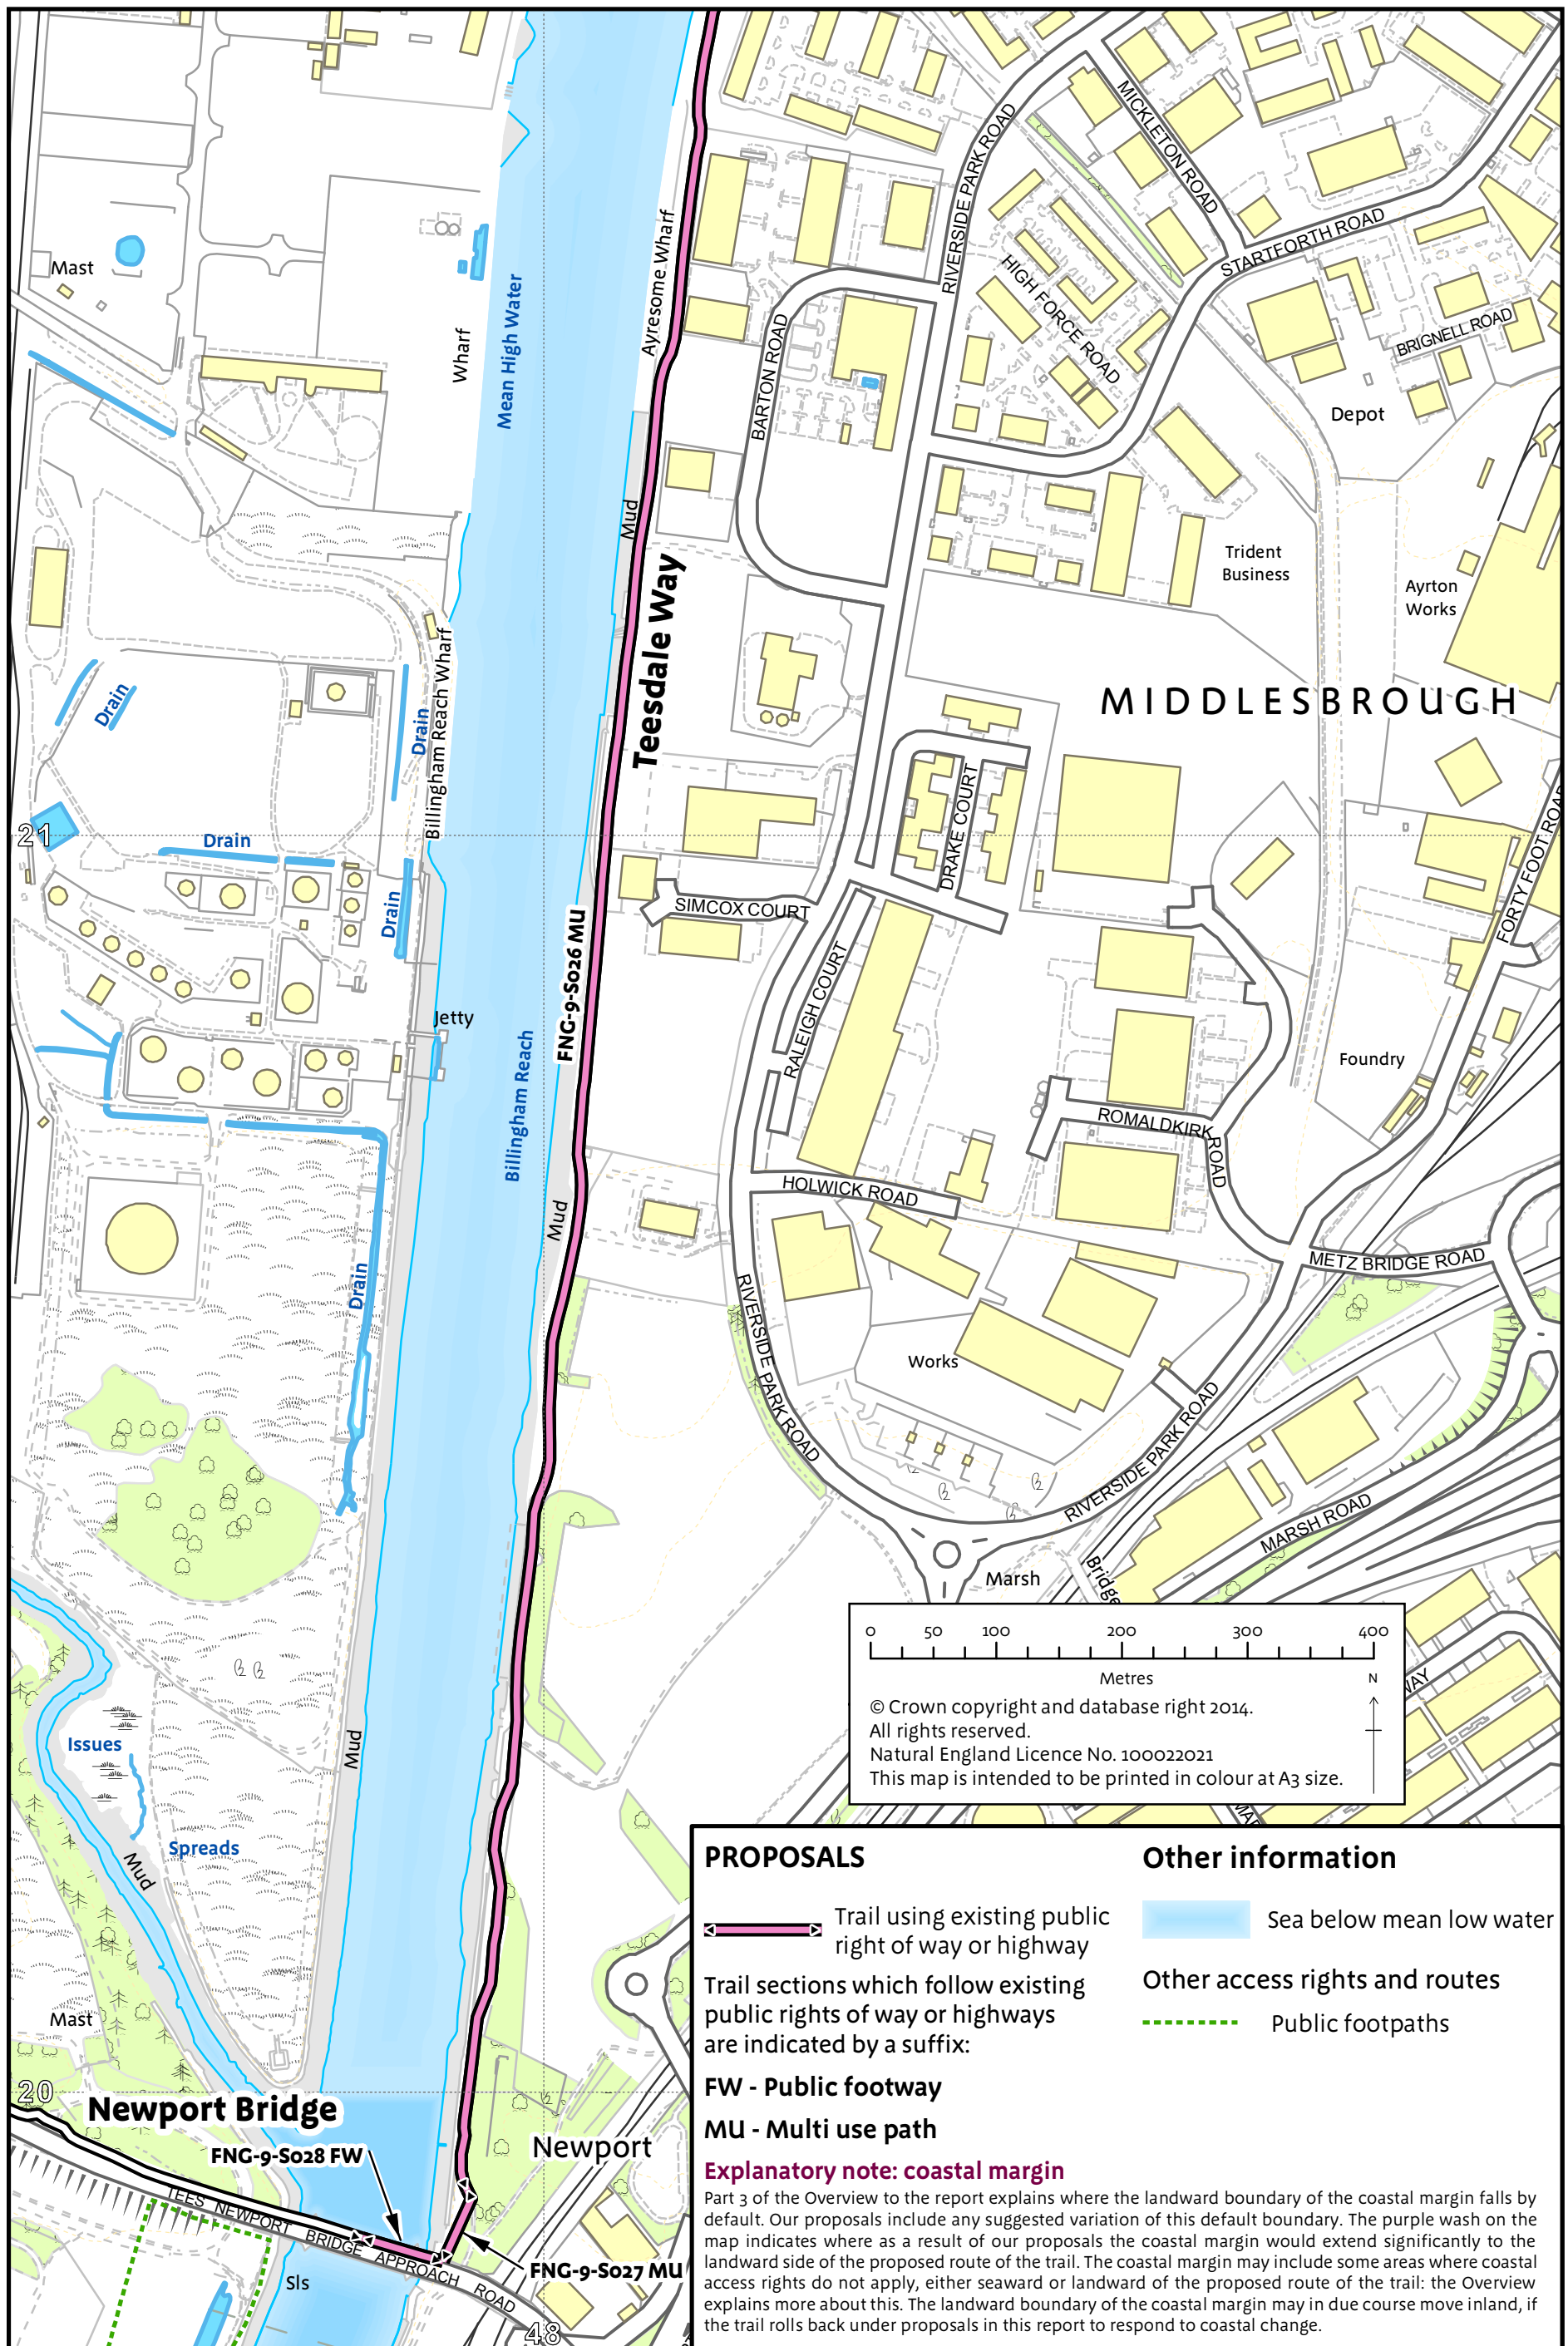 MICKLETON ROAD
RIVERSIDE PARK ROAD
STARTFORTH ROAD
Ayresome Wharf
Mast
HIGH FORCE ROAD
Mean High Water
Wharf
BARTON ROAD
BRIGNELL ROAD
Depot
Mud
Trident
Business
Ayrton
Works
Teesdale Way
Billingham Reach Wharf
Drain
Drain
MIDDLESBROUGH
DRAKE COURT
21
Drain
FORTY FOOT ROAD
Drain
SIMCOX COURT
FNG-9-S026 MU
RALEIGH COURT
Jetty
Billingham Reach
Foundry
ROMALDKIRK ROAD
HOLWICK ROAD
Mud
METZ BRIDGE ROAD
Drain
RIVERSIDE PARK ROAD
Works
RIVERSIDE PARK ROAD
MARSH ROAD
Marsh
Bridge
0 50 100 200 300 400
Metres
N
© Crown copyright and database right 2014.
All rights reserved.
Natural England Licence No. 100022021
This map is intended to be printed in colour at A3 size.
WAY
MAR
Issues
Mud
Spreads
Mud
Mast
20
Newport Bridge
FNG-9-S028 FW
Newport
TEES NEWPORT BRIDGE APPROACH ROAD
FNG-9-S027 MU
Sls
48
PROPOSALS
Trail using existing public
right of way or highway
Trail sections which follow existing
public rights of way or highways
are indicated by a suffix:
FW - Public footway
MU - Multi use path
Other information
Sea below mean low water
Other access rights and routes
Public footpaths
Explanatory note: coastal margin
Part 3 of the Overview to the report explains where the landward boundary of the coastal margin falls by
default. Our proposals include any suggested variation of this default boundary. The purple wash on the
map indicates where as a result of our proposals the coastal margin would extend significantly to the
landward side of the proposed route of the trail. The coastal margin may include some areas where coastal
access rights do not apply, either seaward or landward of the proposed route of the trail: the Overview
explains more about this. The landward boundary of the coastal margin may in due course move inland, if
the trail rolls back under proposals in this report to respond to coastal change.